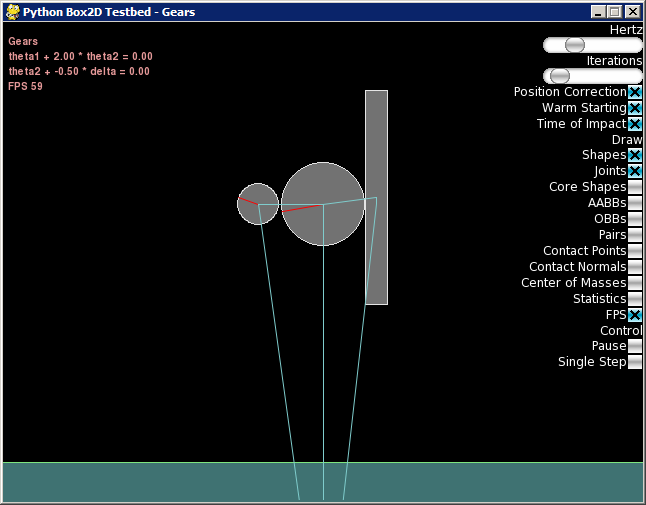 Python Box2D Testbed - Gears
Gears
theta1 + 2.00 * theta2 = 0.00
theta2 + -0.50 * delta = 0.00
FPS 59
Hertz
Iterations
Position Correction
Warm Starting
Time of Impact
Draw
Shapes
Joints
Core Shapes
AABBs
OBBs
Pairs
Contact Points
Contact Normals
Center of Masses
Statistics
FPS
Control
Pause
Single Step